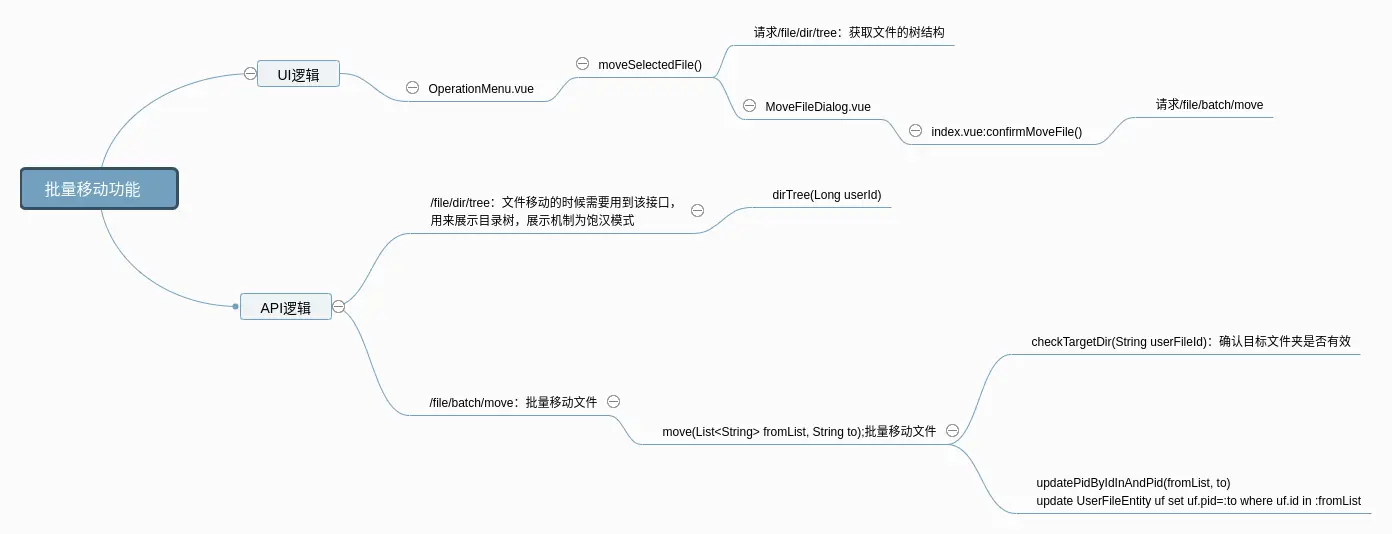 批量移动功能
UI逻辑
OperationMenu.vue
moveSelectedFile()
请求/file/dir/tree：获取文件的树结构
MoveFileDialog.vue
index.vue:confirmMoveFile()
请求/file/batch/move
API逻辑
/file/dir/tree：文件移动的时候需要用到该接口，
用来展示目录树，展示机制为饱汉模式
dirTree(Long userId)
/file/batch/move：批量移动文件
move(List<String> fromList, String to);批量移动文件
checkTargetDir(String userFileId)：确认目标文件夹是否有效
updatePidByIdInAndPid(fromList, to)
update UserFileEntity uf set uf.pid=:to where uf.id in :fromList